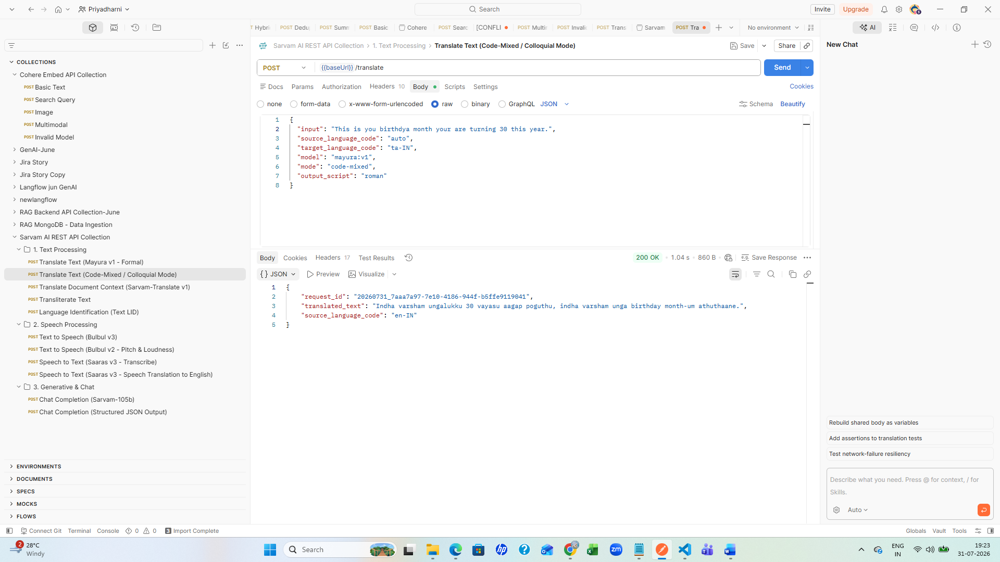 Priyadharni
Search
Invite
Upgrade
T Hybri
POST Dedu
POST Summ
POST Basic
Cohere
POST Searc
[CONFLI
POST Multir
POST Invali
POST Trans
Sarvam
POST Tra
No environment
AI
COLLECTIONS
Cohere Embed API Collection
POST Basic Text
POST Search Query
POST Image
POST Multimodal
POST Invalid Model
GenAI-June
Jira Story
Jira Story Copy
Langflow jun GenAI
newlangflow
RAG Backend API Collection-June
RAG MongoDB - Data Ingestion
Sarvam AI REST API Collection
1. Text Processing
POST Translate Text (Mayura v1 - Formal)
POST Translate Text (Code-Mixed / Colloquial Mode)
POST Translate Document Context (Sarvam-Translate v1)
POST Transliterate Text
POST Language Identification (Text LID)
2. Speech Processing
POST Text to Speech (Bulbul v3)
POST Text to Speech (Bulbul v2 - Pitch & Loudness)
POST Speech to Text (Saaras v3 - Transcribe)
POST Speech to Text (Saaras v3 - Speech Translation to English)
3. Generative & Chat
POST Chat Completion (Sarvam-105b)
POST Chat Completion (Structured JSON Output)
ENVIRONMENTS
DOCUMENTS
SPECS
MOCKS
FLOWS
HTTP Sarvam AI REST API Collection > 1. Text Processing > Translate Text (Code-Mixed / Colloquial Mode)
Save
Share
POST {{baseUrl}} /translate
Send
Docs Params Authorization Headers 10 Body Scripts Settings
Cookies
none form-data x-www-form-urlencoded raw binary GraphQL JSON
Schema Beautify
1 {
2 "input": "This is you birthdya month your are turning 30 this year.",
3 "source_language_code": "auto",
4 "target_language_code": "ta-IN",
5 "model": "mayura:v1",
6 "mode": "code-mixed",
7 "output_script": "roman"
8 }
Body Cookies Headers 17 Test Results
200 OK • 1.04 s • 860 B
e.g. Save Response
{} JSON Preview Visualize
1 {
2 "request_id": "20260731_7aaa7a97-7e10-4186-944f-b5ffe9119041",
3 "translated_text": "Indha varsham ungalukku 30 vayasu aagap poguthu, indha varsham unga birthday month-um athuthaane.",
4 "source_language_code": "en-IN"
5 }
New Chat
Rebuild shared body as variables
Add assertions to translation tests
Test network-failure resiliency
Describe what you need. Press @ for context, / for
Skills.
Auto
Connect Git Terminal Console 0 0 3 Import Complete
Globals Vault Tools
2
28°C
Windy
Search
hp
zm
ENG
IN
19:23
31-07-2026